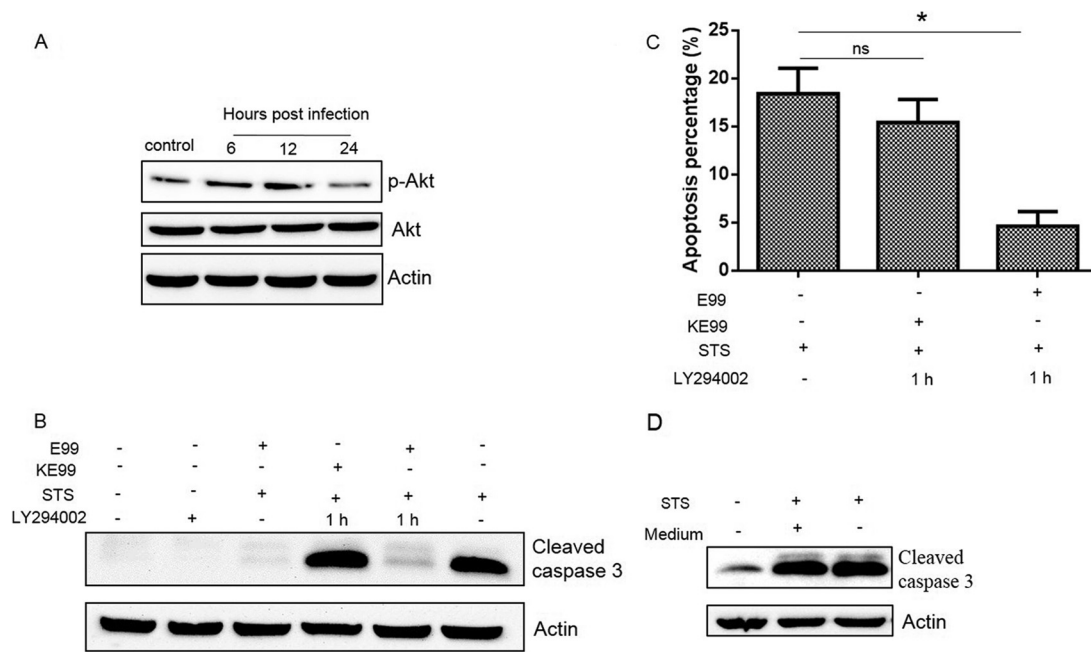 A
Hours post infection
control 6 12 24
p-Akt
Akt
Actin
B
E99 - - + - + -
KE99 - - - + - -
STS - - + + + +
LY294002 - + - 1 h 1 h -
Cleaved
caspase 3
Actin
C
Apoptosis percentage (%)
25
20
15
10
5
0
*
ns
E99 - - +
KE99 - + -
STS + + +
LY294002 - 1 h 1 h
D
STS - + +
Medium - + -
Cleaved
caspase 3
Actin